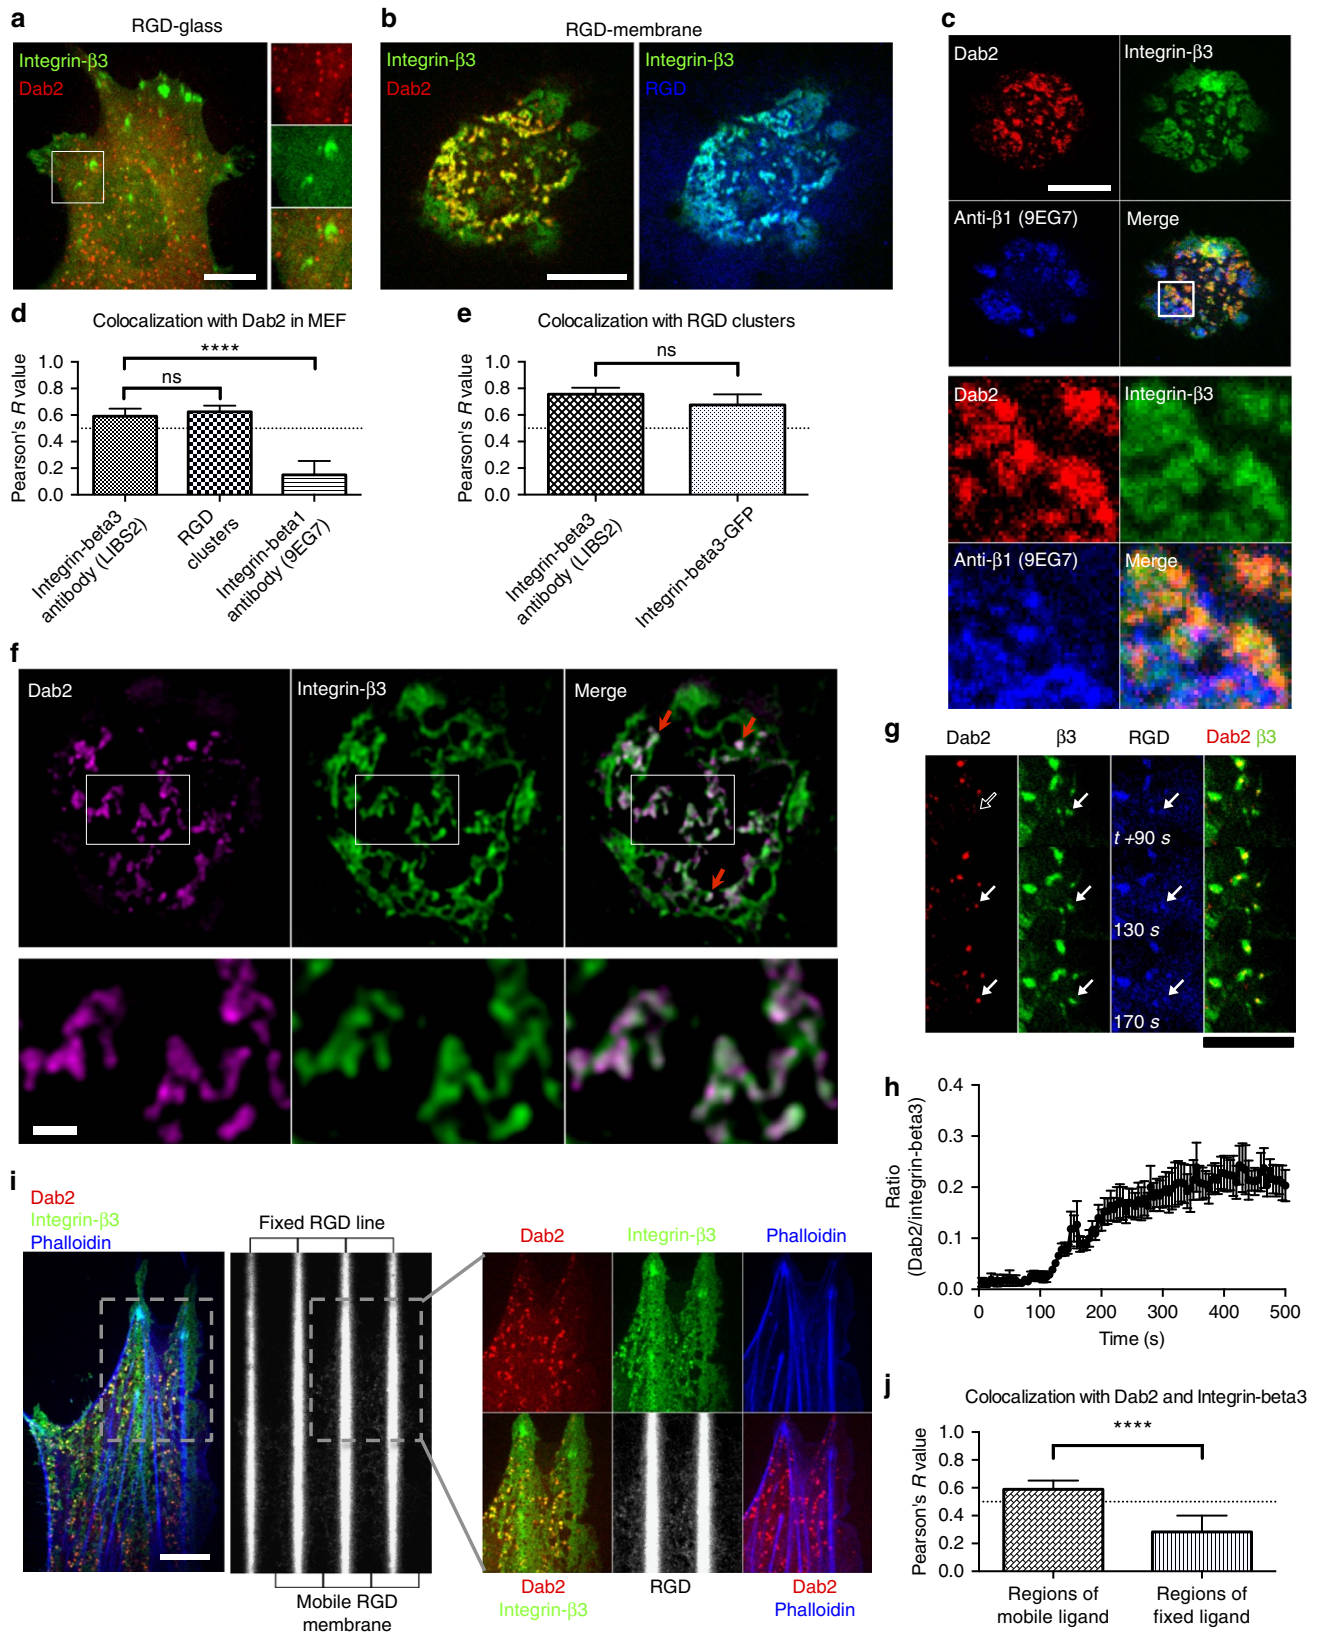 a
RGD-glass
Integrin-β3
Dab2
b
RGD-membrane
Integrin-β3
Dab2
Integrin-β3
RGD
c
Dab2
Integrin-β3
Anti-β1 (9EG7)
Merge
Dab2
Integrin-β3
Anti-β1 (9EG7)
Merge
d
Colocalization with Dab2 in MEF
Pearson's R value
1.0
0.8
0.6
0.4
0.2
0.0
****
ns
Integrin-beta3
antibody (LIBS2)
RGD
clusters
Integrin-beta1
antibody (9EG7)
e
Colocalization with RGD clusters
Pearson's R value
1.0
0.8
0.6
0.4
0.2
0.0
ns
Integrin-beta3
antibody (LIBS2)
Integrin-beta3-GFP
f
Dab2
Integrin-β3
Merge
g
Dab2
β3
RGD
Dab2 β3
t +90 s
130 s
170 s
h
Ratio
(Dab2/integrin-beta3)
0.4
0.3
0.2
0.1
0.0
0
100
200
300
400
500
Time (s)
i
Dab2
Integrin-β3
Phalloidin
Fixed RGD line
Mobile RGD
membrane
Dab2
Integrin-β3
Phalloidin
Dab2
Integrin-β3
RGD
Dab2
Phalloidin
j
Colocalization with Dab2 and Integrin-beta3
Pearson's R value
1.0
0.8
0.6
0.4
0.2
0.0
****
Regions of
mobile ligand
Regions of
fixed ligand